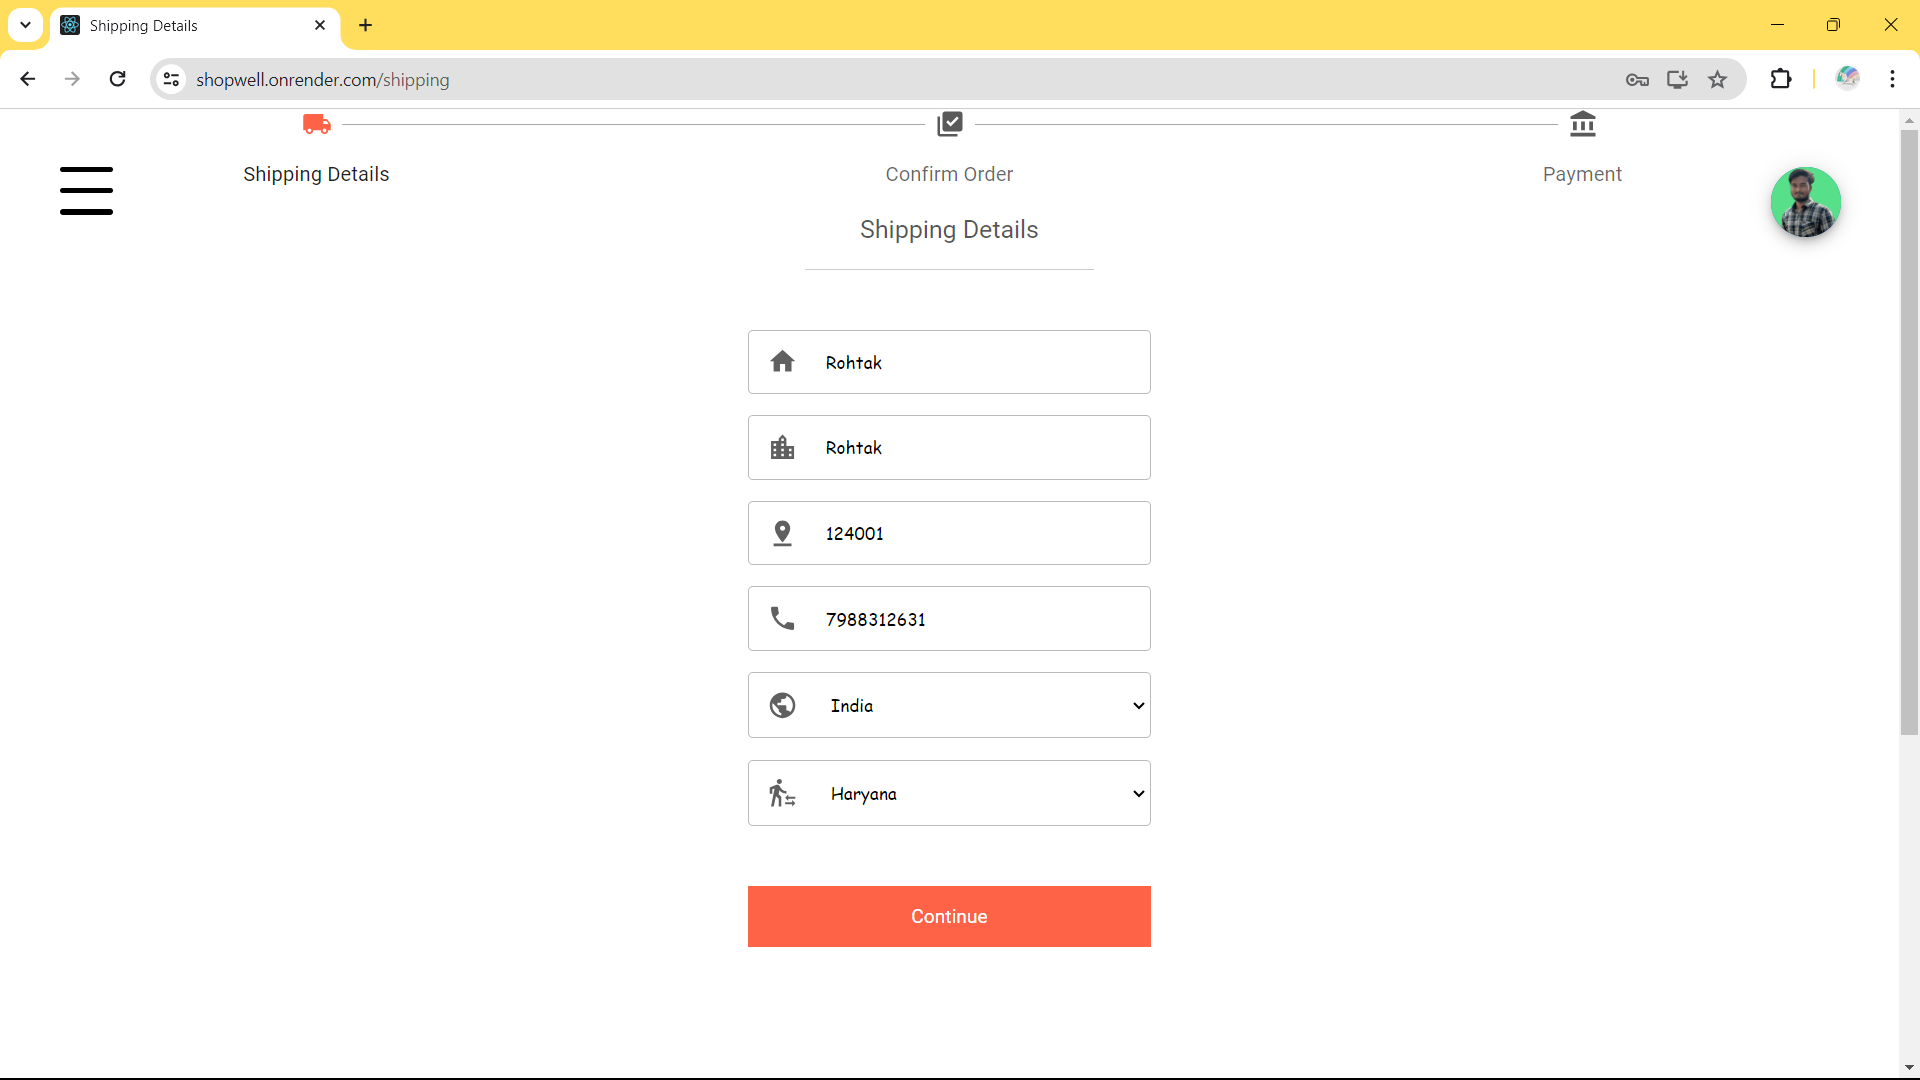 Shipping Details
shopwell.onrender.com/shipping
Shipping Details
Confirm Order
Payment
Shipping Details
Rohtak
Rohtak
124001
7988312631
India
Haryana
Continue